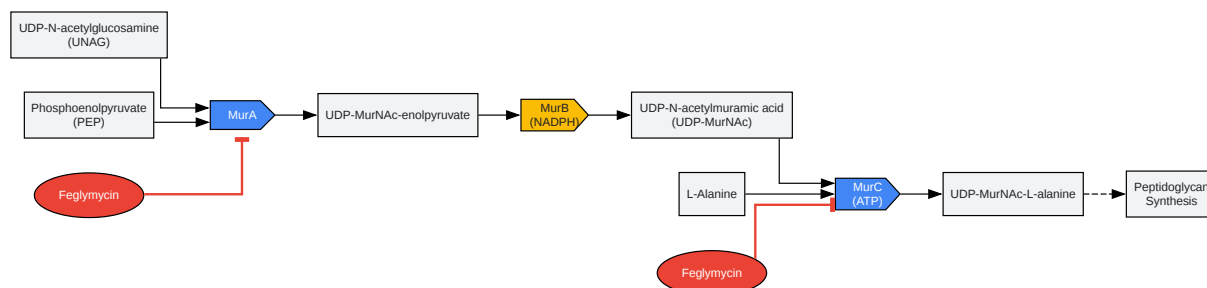 UDP-N-acetylglucosamine
(UNAG)
Phosphoenolpyruvate
(PEP)
MurA
UDP-MurNAc-enolpyruvate
MurB
(NADPH)
UDP-N-acetylmuramic acid
(UDP-MurNAc)
Feglymycin
L-Alanine
MurC
(ATP)
UDP-MurNAc-L-alanine
Peptidoglycan
Synthesis
Feglymycin